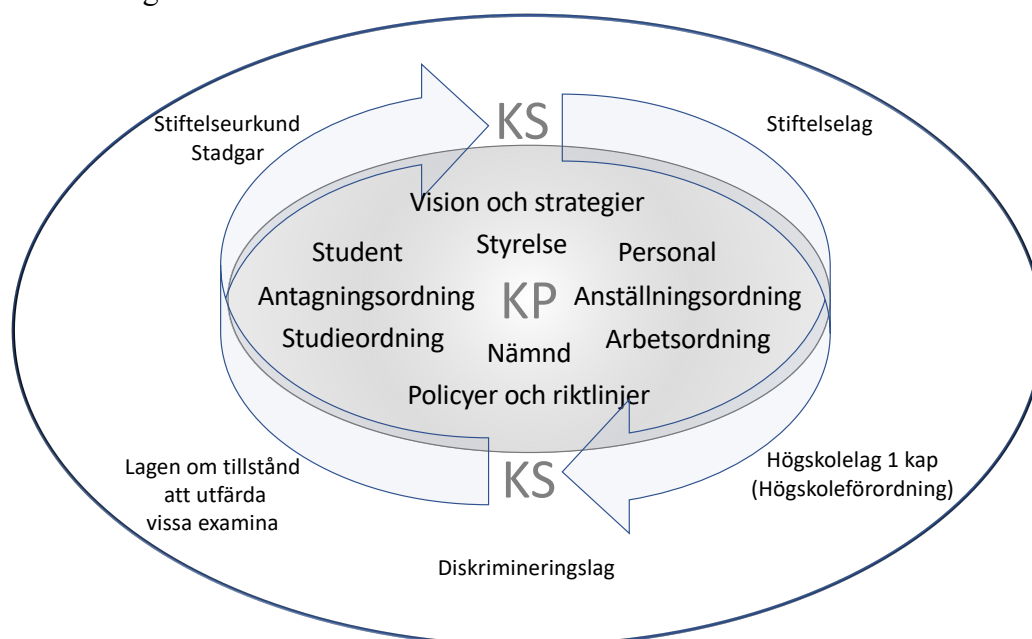 Stiftelseurkund
Stadgar
KS
Stiftelselag
Vision och strategier
Student
Styrelse
Personal
Antagningsordning
KP
Anställningsordning
Studieordning
Nämnd
Arbetsordning
Policyer och riktlinjer
Lagen om tillstånd
att utfärda
vissa examina
KS
Högskolelag 1 kap
(Högskoleförordning)
Diskrimineringslag